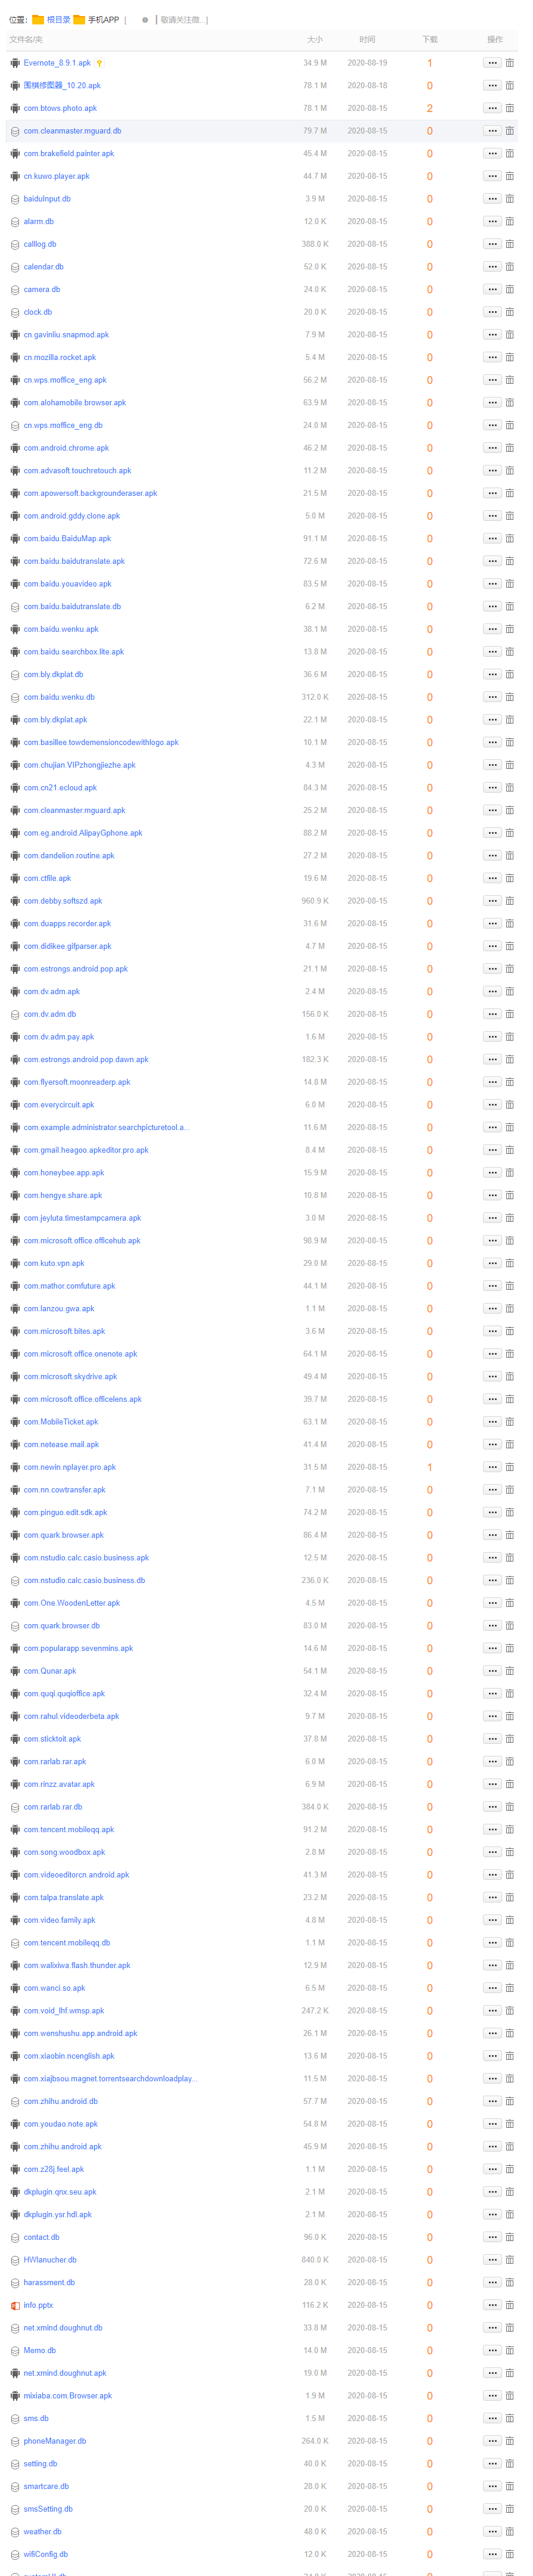 位置: 根目录 手机APP [ 敬请关注微...]
文件名/夹 大小 时间 下载 操作
Evernote_8.9.1.apk 34.9 M 2020-08-19 1
围棋修图器_10.20.apk 78.1 M 2020-08-18 0
com.btows.photo.apk 78.1 M 2020-08-15 2
com.cleanmaster.mguard.db 79.7 M 2020-08-15 0
com.brakefield.painter.apk 45.4 M 2020-08-15 0
cn.kuwo.player.apk 44.7 M 2020-08-15 0
baiduInput.db 3.9 M 2020-08-15 0
alarm.db 12.0 K 2020-08-15 0
calllog.db 388.0 K 2020-08-15 0
calendar.db 52.0 K 2020-08-15 0
camera.db 24.0 K 2020-08-15 0
clock.db 20.0 K 2020-08-15 0
cn.gavinliu.snapmod.apk 7.9 M 2020-08-15 0
cn.mozilla.rocket.apk 5.4 M 2020-08-15 0
cn.wps.moffice_eng.apk 56.2 M 2020-08-15 0
com.alohamobile.browser.apk 63.9 M 2020-08-15 0
cn.wps.moffice_eng.db 24.0 M 2020-08-15 0
com.android.chrome.apk 46.2 M 2020-08-15 0
com.advasoft.touchretouch.apk 11.2 M 2020-08-15 0
com.apowersoft.backgrounderaser.apk 21.5 M 2020-08-15 0
com.android.gddy.clone.apk 5.0 M 2020-08-15 0
com.baidu.BaiduMap.apk 91.1 M 2020-08-15 0
com.baidu.baidutranslate.apk 72.6 M 2020-08-15 0
com.baidu.youavideo.apk 83.5 M 2020-08-15 0
com.baidu.baidutranslate.db 6.2 M 2020-08-15 0
com.baidu.wenku.apk 38.1 M 2020-08-15 0
com.baidu.searchbox.lite.apk 13.8 M 2020-08-15 0
com.bly.dkplat.db 36.6 M 2020-08-15 0
com.baidu.wenku.db 312.0 K 2020-08-15 0
com.bly.dkplat.apk 22.1 M 2020-08-15 0
com.basillee.towdemensioncodewithlogo.apk 10.1 M 2020-08-15 0
com.chujian.VIPzhongjiezhe.apk 4.3 M 2020-08-15 0
com.cn21.ecloud.apk 84.3 M 2020-08-15 0
com.cleanmaster.mguard.apk 25.2 M 2020-08-15 0
com.eg.android.AlipayGphone.apk 88.2 M 2020-08-15 0
com.dandelion.routine.apk 27.2 M 2020-08-15 0
com.ctfile.apk 19.6 M 2020-08-15 0
com.debby.softszd.apk 960.9 K 2020-08-15 0
com.duapps.recorder.apk 31.6 M 2020-08-15 0
com.didikee.gifparser.apk 4.7 M 2020-08-15 0
com.estrongs.android.pop.apk 21.1 M 2020-08-15 0
com.dv.adm.apk 2.4 M 2020-08-15 0
com.dv.adm.db 156.0 K 2020-08-15 0
com.dv.adm.pay.apk 1.6 M 2020-08-15 0
com.estrongs.android.pop.dawn.apk 182.3 K 2020-08-15 0
com.flyersoft.moonreaderp.apk 14.8 M 2020-08-15 0
com.everycircuit.apk 6.0 M 2020-08-15 0
com.example.administrator.searchpicturetool.a... 11.6 M 2020-08-15 0
com.gmail.heagoo.apkeditor.pro.apk 8.4 M 2020-08-15 0
com.honeybee.app.apk 15.9 M 2020-08-15 0
com.hengye.share.apk 10.8 M 2020-08-15 0
com.jeyluta.timestampcamera.apk 3.0 M 2020-08-15 0
com.microsoft.office.officehub.apk 98.9 M 2020-08-15 0
com.kuto.vpn.apk 29.0 M 2020-08-15 0
com.mathor.comfuture.apk 44.1 M 2020-08-15 0
com.lanzou.gwa.apk 1.1 M 2020-08-15 0
com.microsoft.bites.apk 3.6 M 2020-08-15 0
com.microsoft.office.onenote.apk 64.1 M 2020-08-15 0
com.microsoft.skydrive.apk 49.4 M 2020-08-15 0
com.microsoft.office.officelens.apk 39.7 M 2020-08-15 0
com.MobileTicket.apk 63.1 M 2020-08-15 0
com.netease.mail.apk 41.4 M 2020-08-15 0
com.newin.nplayer.pro.apk 31.5 M 2020-08-15 1
com.nn.cowtransfer.apk 7.1 M 2020-08-15 0
com.pinguo.edit.sdk.apk 74.2 M 2020-08-15 0
com.quark.browser.apk 86.4 M 2020-08-15 0
com.nstudio.calc.casio.business.apk 12.5 M 2020-08-15 0
com.nstudio.calc.casio.business.db 236.0 K 2020-08-15 0
com.One.WoodenLetter.apk 4.5 M 2020-08-15 0
com.quark.browser.db 83.0 M 2020-08-15 0
com.popularapp.sevenmins.apk 14.6 M 2020-08-15 0
com.Qunar.apk 54.1 M 2020-08-15 0
com.quqi.quqioffice.apk 32.4 M 2020-08-15 0
com.rahul.videoderbeta.apk 9.7 M 2020-08-15 0
com.sticktoit.apk 37.8 M 2020-08-15 0
com.rarlab.rar.apk 6.0 M 2020-08-15 0
com.rinzz.avatar.apk 6.9 M 2020-08-15 0
com.rarlab.rar.db 384.0 K 2020-08-15 0
com.tencent.mobileqq.apk 91.2 M 2020-08-15 0
com.song.woodbox.apk 2.8 M 2020-08-15 0
com.videoeditorcn.android.apk 41.3 M 2020-08-15 0
com.talpa.translate.apk 23.2 M 2020-08-15 0
com.video.family.apk 4.8 M 2020-08-15 0
com.tencent.mobileqq.db 1.1 M 2020-08-15 0
com.walixiwa.flash.thunder.apk 12.9 M 2020-08-15 0
com.wanci.so.apk 6.5 M 2020-08-15 0
com.void_lhf.wmsp.apk 247.2 K 2020-08-15 0
com.wenshushu.app.android.apk 26.1 M 2020-08-15 0
com.xiaobin.ncenglish.apk 13.6 M 2020-08-15 0
com.xiajbsou.magnet.torrentsearchdownloadplay... 11.5 M 2020-08-15 0
com.zhihu.android.db 57.7 M 2020-08-15 0
com.youdao.note.apk 54.8 M 2020-08-15 0
com.zhihu.android.apk 45.9 M 2020-08-15 0
com.z28j.feel.apk 1.1 M 2020-08-15 0
dkplugin.qnx.seu.apk 2.1 M 2020-08-15 0
dkplugin.ysr.hdl.apk 2.1 M 2020-08-15 0
contact.db 96.0 K 2020-08-15 0
HWlanucher.db 840.0 K 2020-08-15 0
harassment.db 28.0 K 2020-08-15 0
info.pptx 116.2 K 2020-08-15 0
net.xmind.doughnut.db 33.8 M 2020-08-15 0
Memo.db 14.0 M 2020-08-15 0
net.xmind.doughnut.apk 19.0 M 2020-08-15 0
mixiaba.com.Browser.apk 1.9 M 2020-08-15 0
sms.db 1.5 M 2020-08-15 0
phoneManager.db 264.0 K 2020-08-15 0
setting.db 40.0 K 2020-08-15 0
smartcare.db 28.0 K 2020-08-15 0
smsSetting.db 20.0 K 2020-08-15 0
weather.db 48.0 K 2020-08-15 0
wifiConfig.db 12.0 K 2020-08-15 0